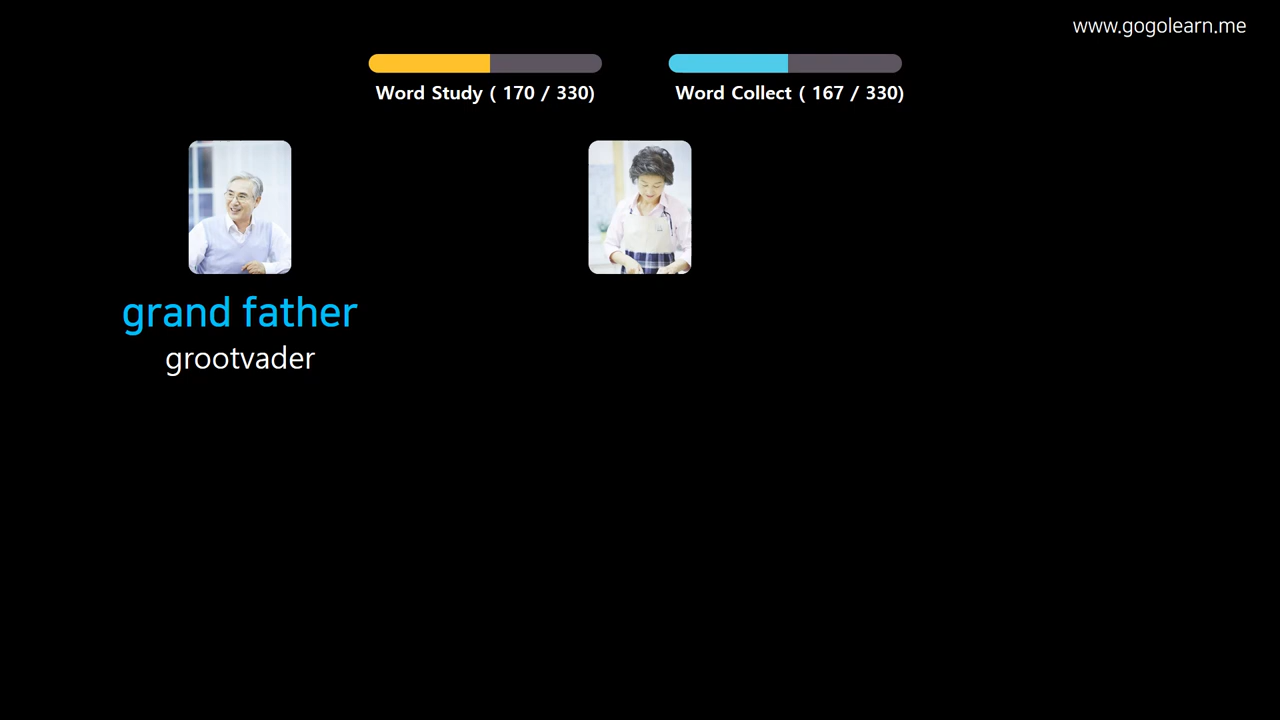 www.gogolearn.me
Word Study ( 170 / 330)
Word Collect ( 167 / 330)
grand father
grootvader